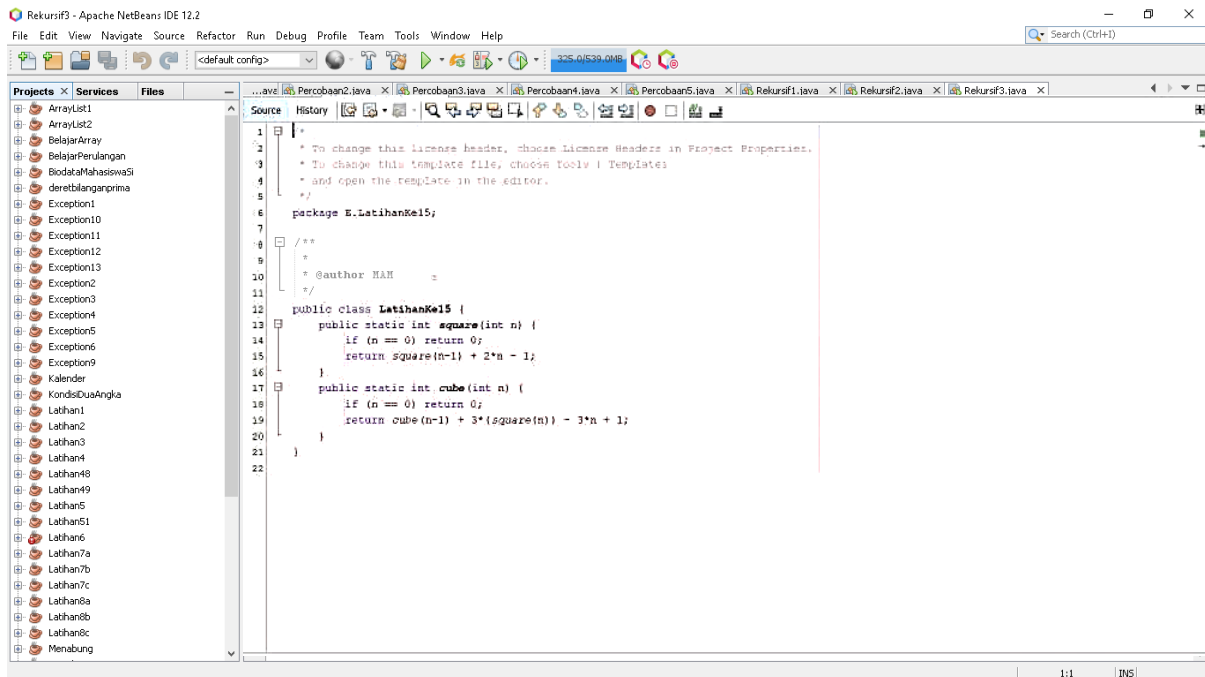 Rekursif3 - Apache NetBeans IDE 12.2
File Edit View Navigate Source Refactor Run Debug Profile Team Tools Window Help
Search (Ctrl+I)
<default config>
325.0/539.0MB
Projects Services Files
...ava Percobaan2.java Percobaan3.java Percobaan4.java Percobaan5.java Rekursif1.java Rekursif2.java Rekursif3.java
Source History
ArrayList1
ArrayList2
BelajarArray
BelajarPerulangan
BiodataMahasiswaSi
deretbilanganprima
Exception1
Exception10
Exception11
Exception12
Exception13
Exception2
Exception3
Exception4
Exception5
Exception6
Exception9
Kalender
KondisiDuaAngka
Latihan1
Latihan2
Latihan3
Latihan4
Latihan48
Latihan49
Latihan5
Latihan51
Latihan6
Latihan7a
Latihan7b
Latihan7c
Latihan8a
Latihan8b
Latihan8c
Menabung
1 /*
2 * To change this license header, choose License Headers in Project Properties.
3 * To change this template file, choose Tools | Templates
4 * and open the template in the editor.
5 */
6 package E.LatihanKe15;
7
8 /**
9 *
10 * @author MAM
11 */
12 public class LatihanKe15 {
13 public static int square(int n) {
14 if (n == 0) return 0;
15 return square(n-1) + 2*n - 1;
16 }
17 public static int cube(int n) {
18 if (n == 0) return 0;
19 return cube(n-1) + 3*(square(n)) - 3*n + 1;
20 }
21 }
22
1:1 INS